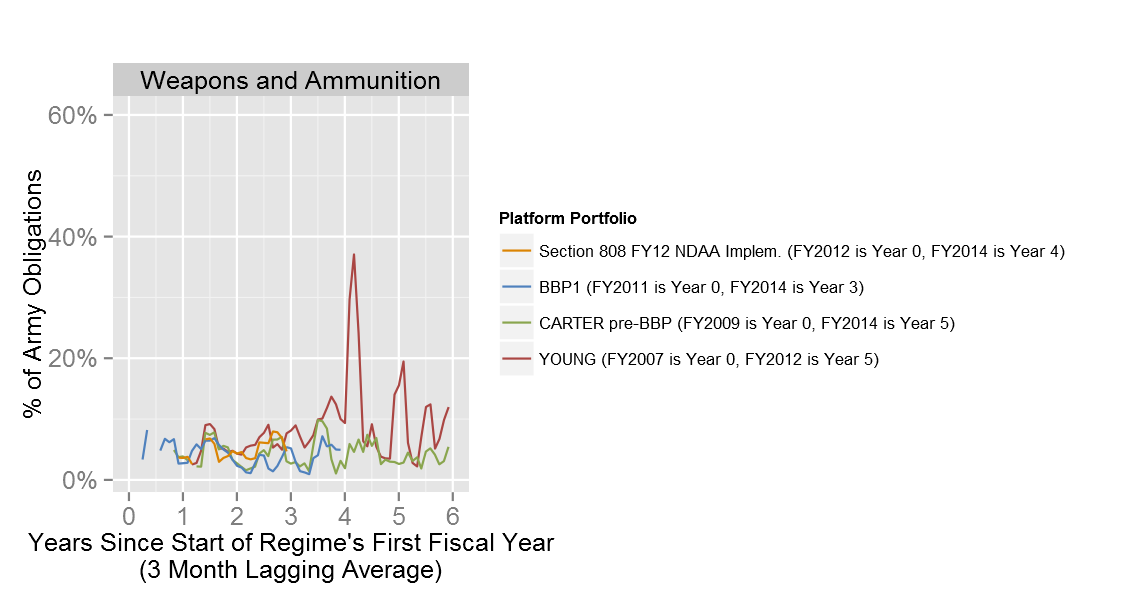 Weapons and Ammunition
60%
40%
20%
0%
% of Army Obligations
0 1 2 3 4 5 6
Years Since Start of Regime's First Fiscal Year
(3 Month Lagging Average)
Platform Portfolio
Section 808 FY12 NDAA Implem. (FY2012 is Year 0, FY2014 is Year 4)
BBP1 (FY2011 is Year 0, FY2014 is Year 3)
CARTER pre-BBP (FY2009 is Year 0, FY2014 is Year 5)
YOUNG (FY2007 is Year 0, FY2012 is Year 5)